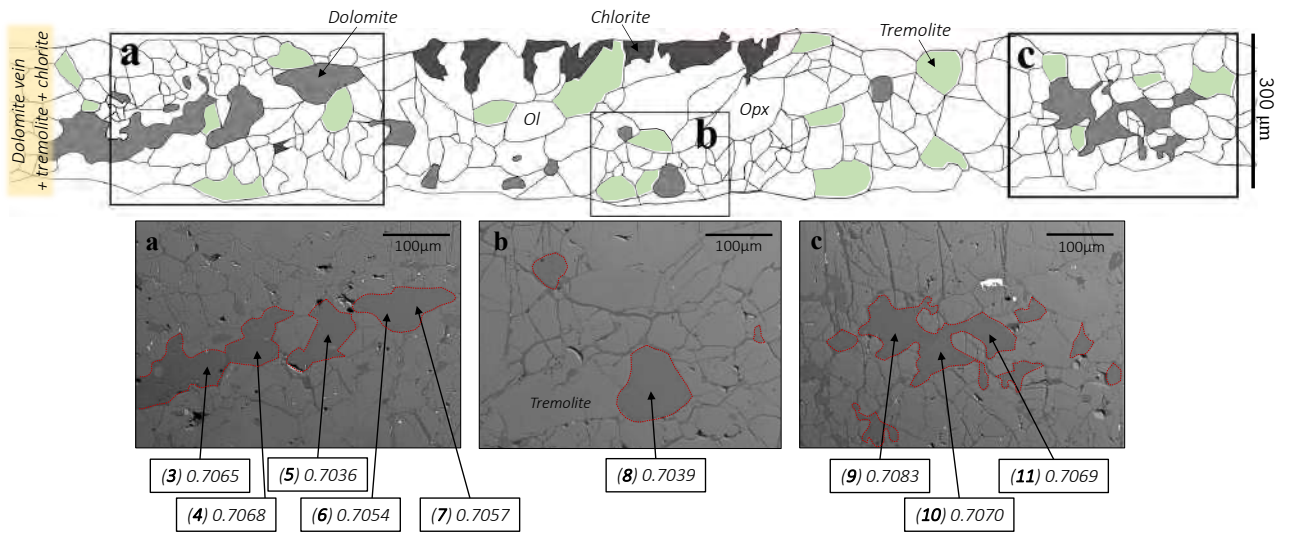 Dolomite vein
+ tremolite + chlorite
a
Dolomite
Chlorite
Tremolite
c
Ol
Opx
b
300 µm
a
100µm
b
100µm
c
100µm
Tremolite
(3) 0.7065
(5) 0.7036
(8) 0.7039
(9) 0.7083
(11) 0.7069
(4) 0.7068
(6) 0.7054
(7) 0.7057
(10) 0.7070